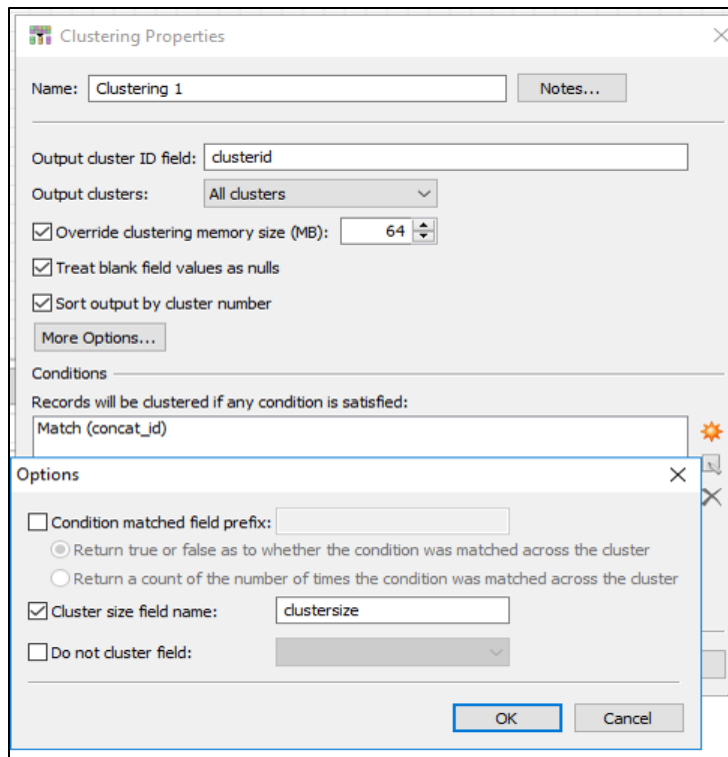 Clustering Properties
Name: Clustering 1 Notes...
Output cluster ID field: clusterid
Output clusters: All clusters
Override clustering memory size (MB): 64
Treat blank field values as nulls
Sort output by cluster number
More Options...
Conditions
Records will be clustered if any condition is satisfied:
Match (concat_id)
Options
Condition matched field prefix:
Return true or false as to whether the condition was matched across the cluster
Return a count of the number of times the condition was matched across the cluster
Cluster size field name: clustersize
Do not cluster field:
OK Cancel